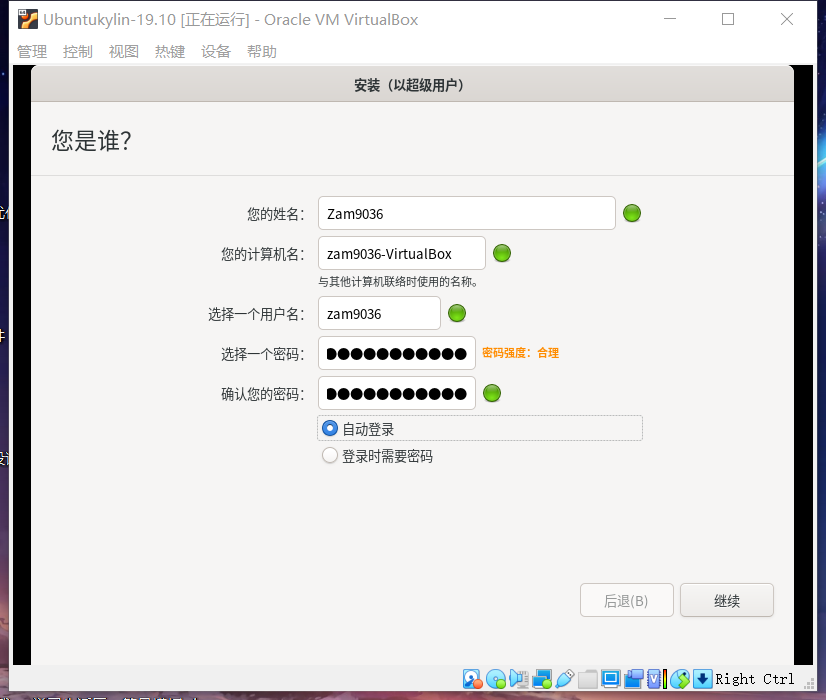 Ubuntukylin-19.10 [正在运行] - Oracle VM VirtualBox
管理 控制 视图 热键 设备 帮助
安装（以超级用户）
您是谁？
您的姓名： Zam9036
您的计算机名： zam9036-VirtualBox
与其他计算机联络时使用的名称。
选择一个用户名： zam9036
选择一个密码： ●●●●●●●●●●● 密码强度：合理
确认您的密码： ●●●●●●●●●●●
自动登录
登录时需要密码
后退(B) 继续
Right Ctrl